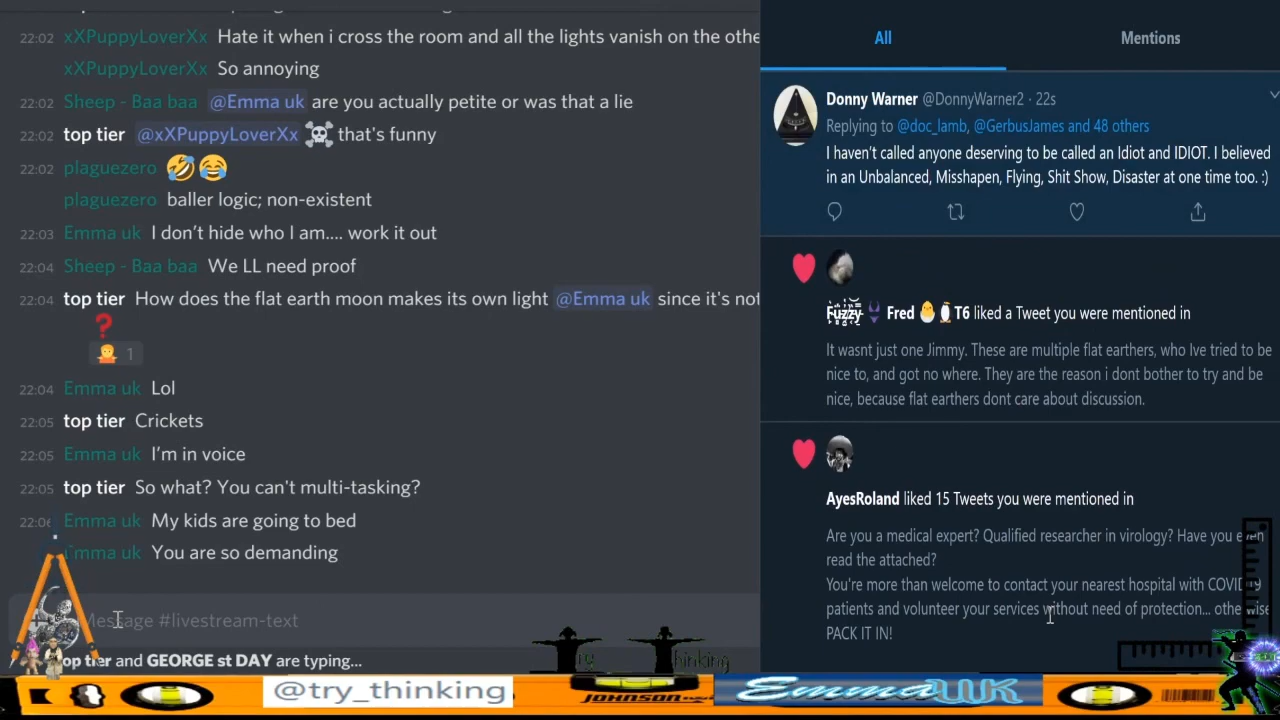 22:02 xXPuppyLoverXx Hate it when i cross the room and all the lights vanish on the othe
xXPuppyLoverXx So annoying
22:02 Sheep - Baa baa @Emma uk are you actually petite or was that a lie
22:02 top tier @xXPuppyLoverXx ☠️ that's funny
22:02 plaguezero 🤣😂
plaguezero baller logic; non-existent
22:03 Emma uk I don’t hide who I am.... work it out
22:04 Sheep - Baa baa We LL need proof
22:04 top tier How does the flat earth moon makes its own light @Emma uk since it's not
❓
1
22:04 Emma uk Lol
22:05 top tier Crickets
22:05 Emma uk I’m in voice
22:05 top tier So what? You can't multi-tasking?
22:06 Emma uk My kids are going to bed
Emma uk You are so demanding
Message #livestream-text
top tier and GEORGE st DAY are typing...
All
Mentions
Donny Warner @DonnyWarner2 · 22s
Replying to @doc_lamb, @GerbusJames and 48 others
I haven’t called anyone deserving to be called an Idiot and IDIOT. I believed
in an Unbalanced, Misshapen, Flying, Shit Show, Disaster at one time too. :)
Fuzzy Fred 🐣🐧 T6 liked a Tweet you were mentioned in
It wasnt just one Jimmy. These are multiple flat earthers, who Ive tried to be
nice to, and got no where. They are the reason i dont bother to try and be
nice, because flat earthers dont care about discussion.
AyesRoland liked 15 Tweets you were mentioned in
Are you a medical expert? Qualified researcher in virology? Have you even
read the attached?
You're more than welcome to contact your nearest hospital with COVID19
patients and volunteer your services without need of protection... otherwise
PACK IT IN!
Try Thinking
@try_thinking
JOHNSON
EmmaUK